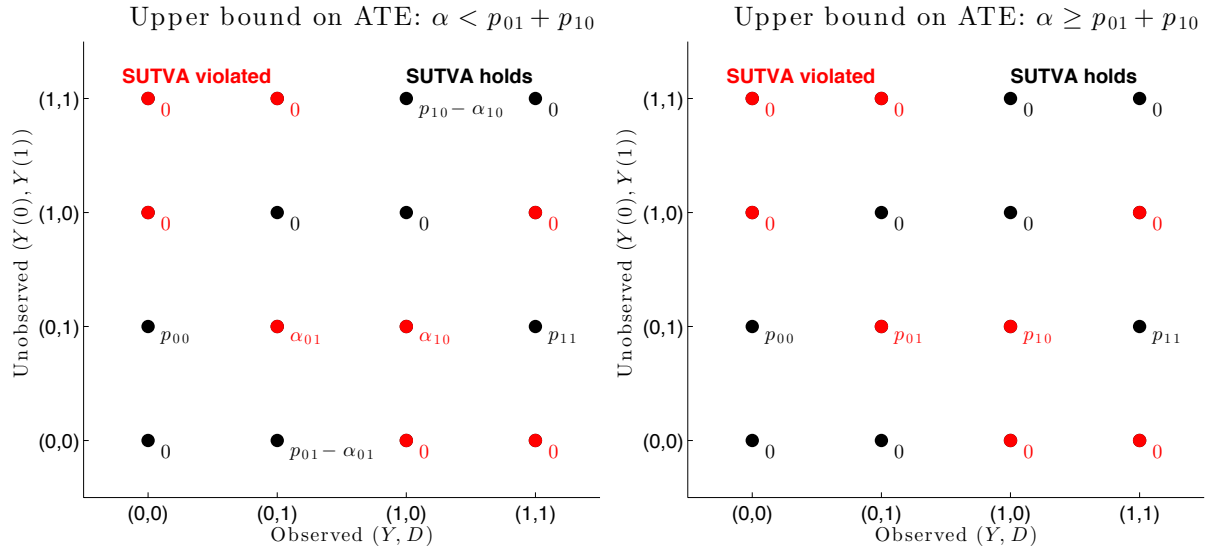 Upper bound on ATE: α < p₀₁ + p₁₀
SUTVA violated SUTVA holds
(1,1)
0 0 p₁₀ − α₁₀ 0
(1,0)
0 0 0 0
(0,1)
p₀₀ α₀₁ α₁₀ p₁₁
(0,0)
0 p₀₁ − α₀₁ 0 0
(0,0) (0,1) (1,0) (1,1)
Observed (Y, D)
Unobserved (Y(0), Y(1))
Upper bound on ATE: α ≥ p₀₁ + p₁₀
SUTVA violated SUTVA holds
(1,1)
0 0 0 0
(1,0)
0 0 0 0
(0,1)
p₀₀ p₀₁ p₁₀ p₁₁
(0,0)
0 0 0 0
(0,0) (0,1) (1,0) (1,1)
Observed (Y, D)
Unobserved (Y(0), Y(1))